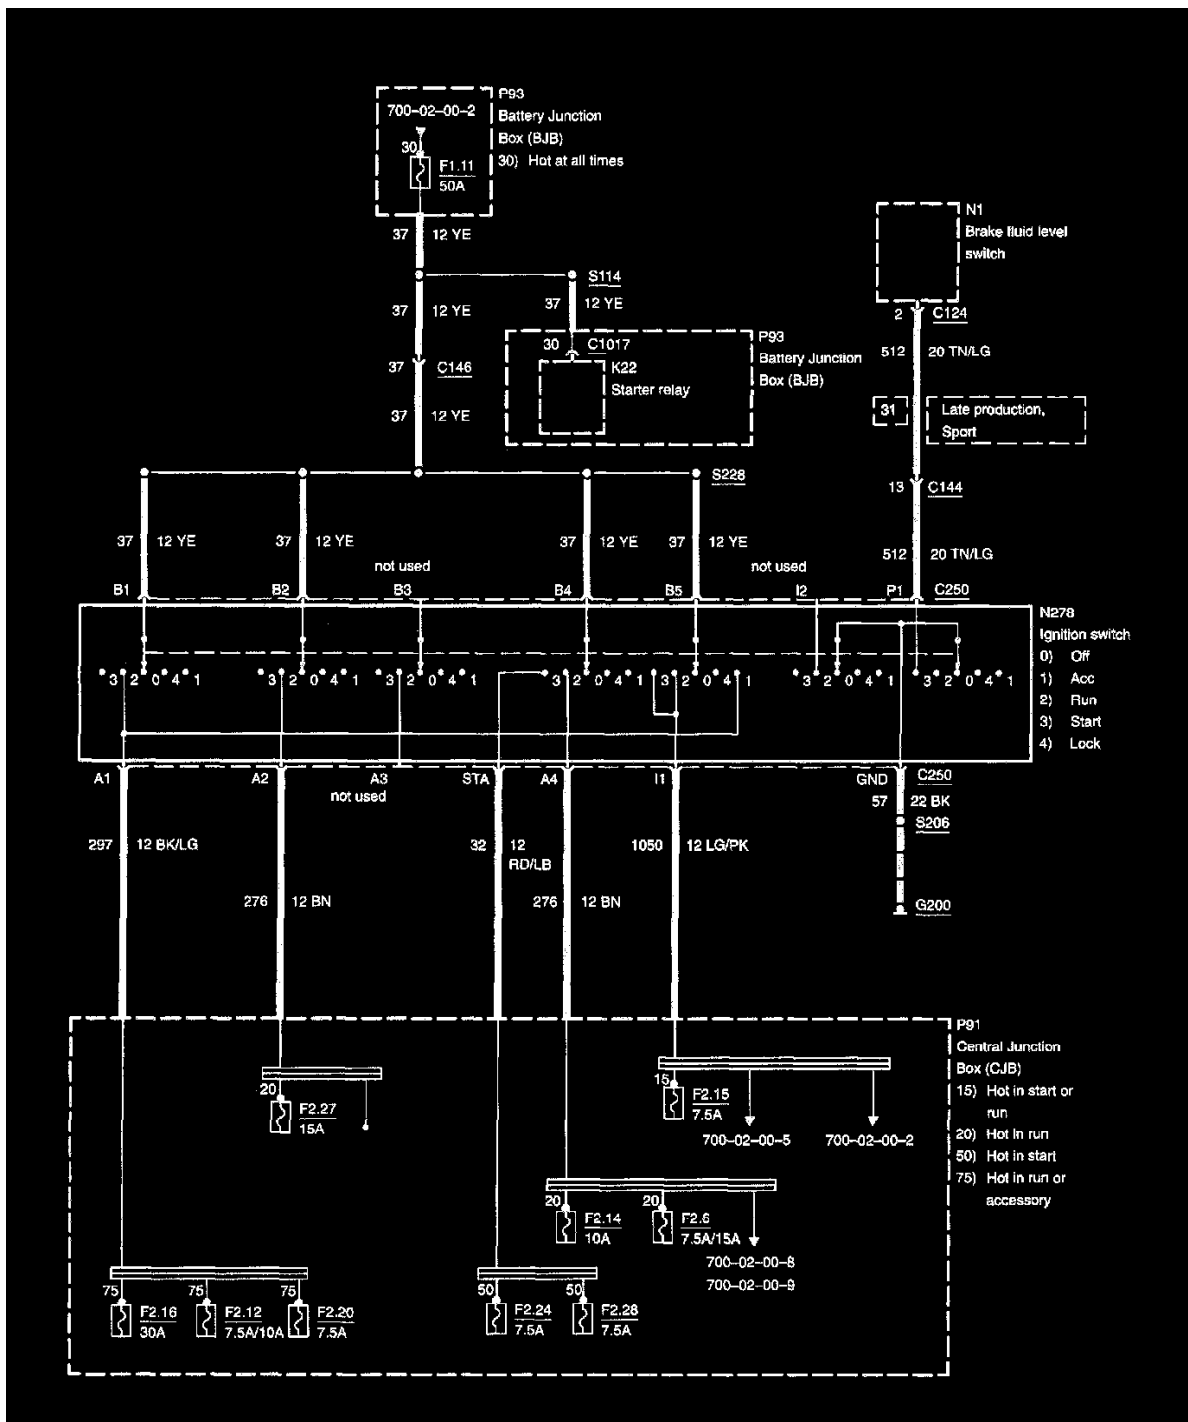 P93
700-02-00-2
Battery Junction
Box (BJB)
30
30) Hot at all times
F1.11
50A
N1
37 12 YE
Brake fluid level
switch
S114
37 12 YE
37 12 YE
2 C124
P93
30 C1017
512 20 TN/LG
Battery Junction
37 C146
K22
Box (BJB)
Starter relay
37 12 YE
31
Late production,
Sport
S228
13 C144
37 12 YE
37 12 YE
37 12 YE
37 12 YE
512 20 TN/LG
not used
not used
B1
B2
B3
B4
B5
I2
P1
C250
N278
Ignition switch
0) Off
1) Acc
2) Run
3) Start
4) Lock
3 2 0 4 1
3 2 0 4 1
3 2 0 4 1
3 2 0 4 1
3 2 0 4 1
3 2 0 4 1
3 2 0 4 1
A1
A2
A3
STA
A4
I1
GND
C250
not used
57 22 BK
S206
297 12 BK/LG
32 12
RD/LB
1050 12 LG/PK
276 12 BN
276 12 BN
G200
P91
Central Junction
Box (CJB)
15) Hot in start or
run
20) Hot in run
50) Hot in start
75) Hot in run or
accessory
15
F2.15
7.5A
20
F2.27
15A
700-02-00-5
700-02-00-2
20
F2.14
10A
20
F2.6
7.5A/15A
700-02-00-8
700-02-00-9
75
F2.16
30A
75
F2.12
7.5A/10A
75
F2.20
7.5A
50
F2.24
7.5A
50
F2.28
7.5A